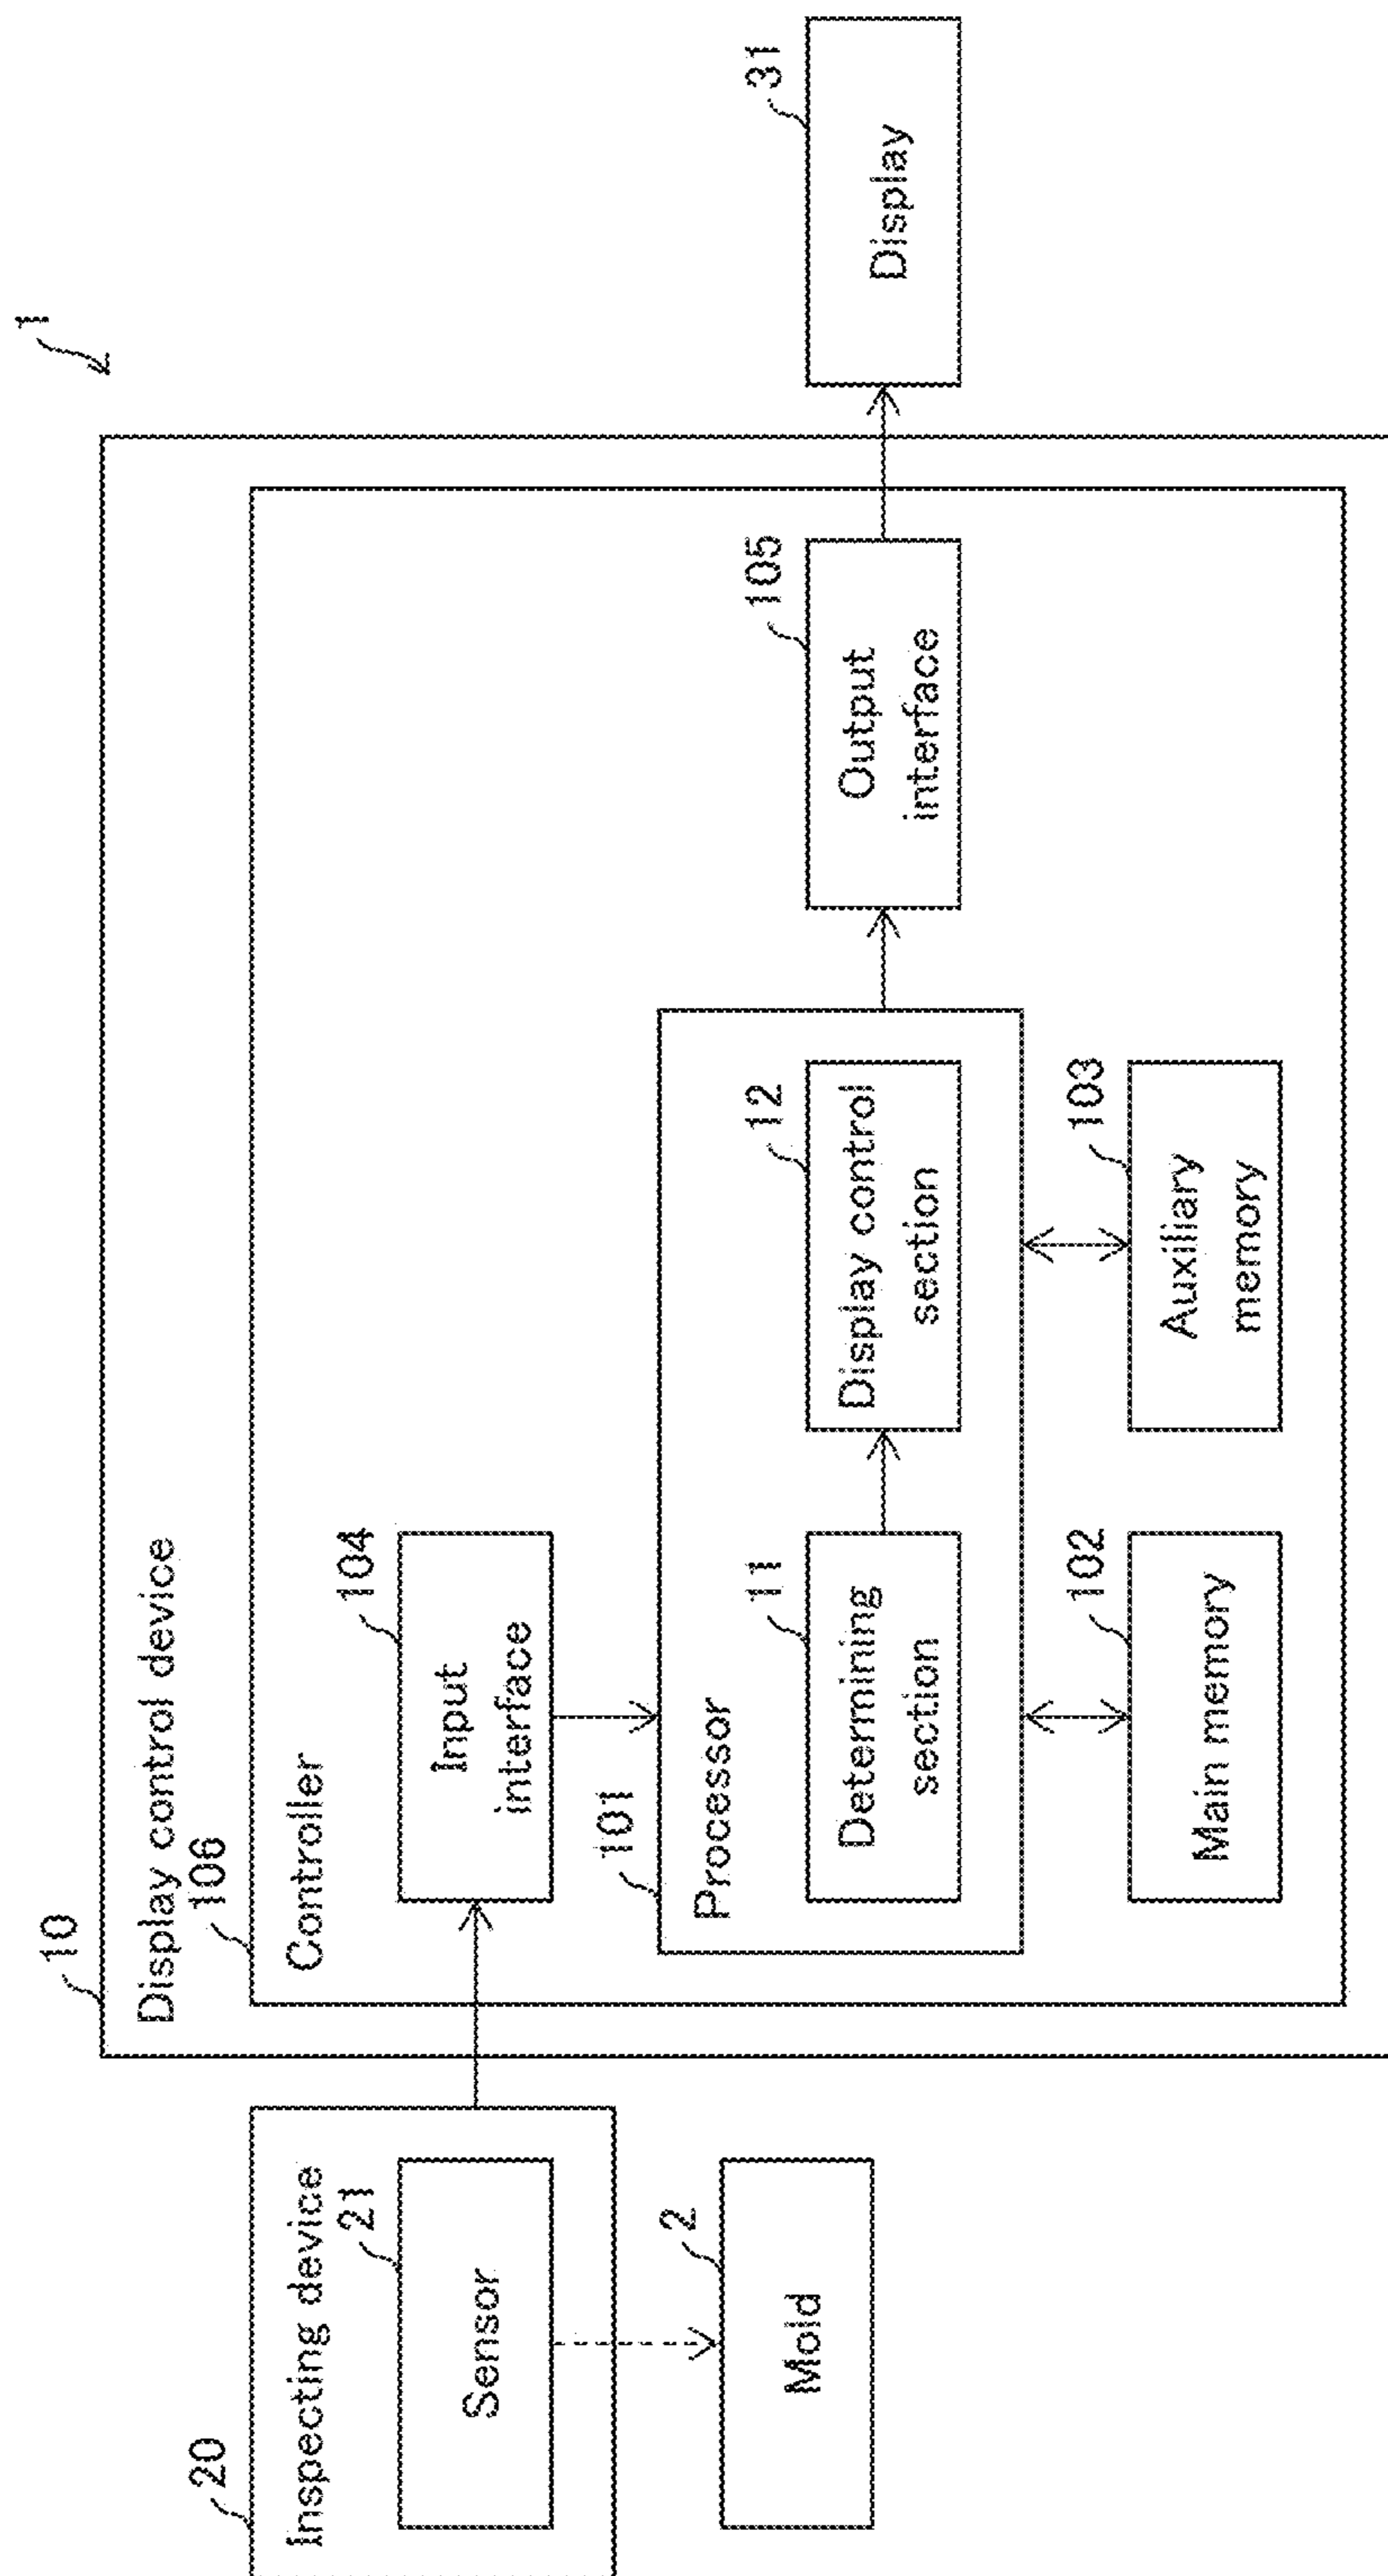 1
10
Display control device
106
Controller
20
Inspecting device
21
Sensor
2
Mold
104
Input
interface
101
Processor
11
Determining
section
12
Display control
section
102
Main memory
103
Auxiliary
memory
105
Output
interface
31
Display